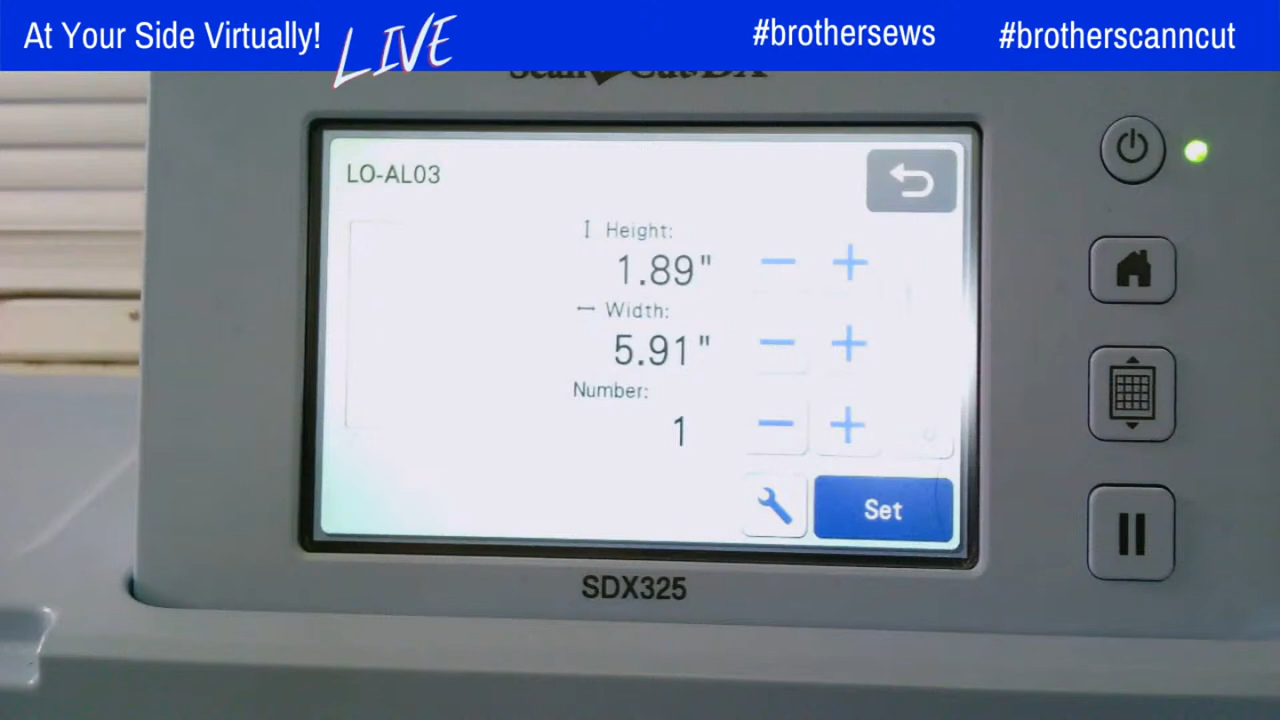 At Your Side Virtually! LIVE #brothersews #brotherscanncut
LO-AL03
Height:
1.89"
Width:
5.91"
Number:
1
Set
SDX325